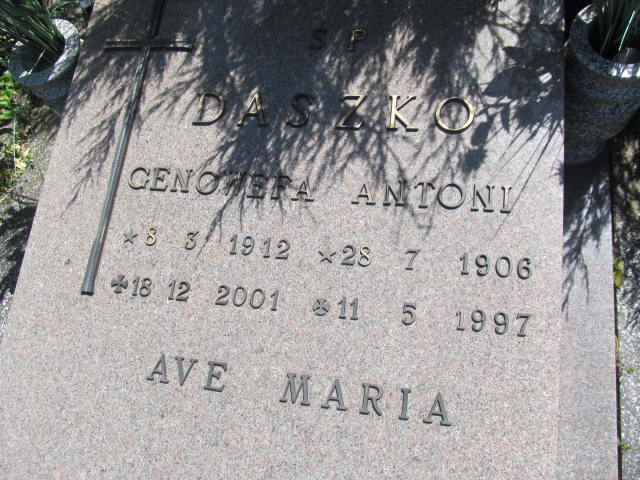 SP
DASZKO
GENOWEFA ANTONI
★8 3 1912 ★28 7 1906
✠18 12 2001 ✠11 5 1997
AVE MARIA